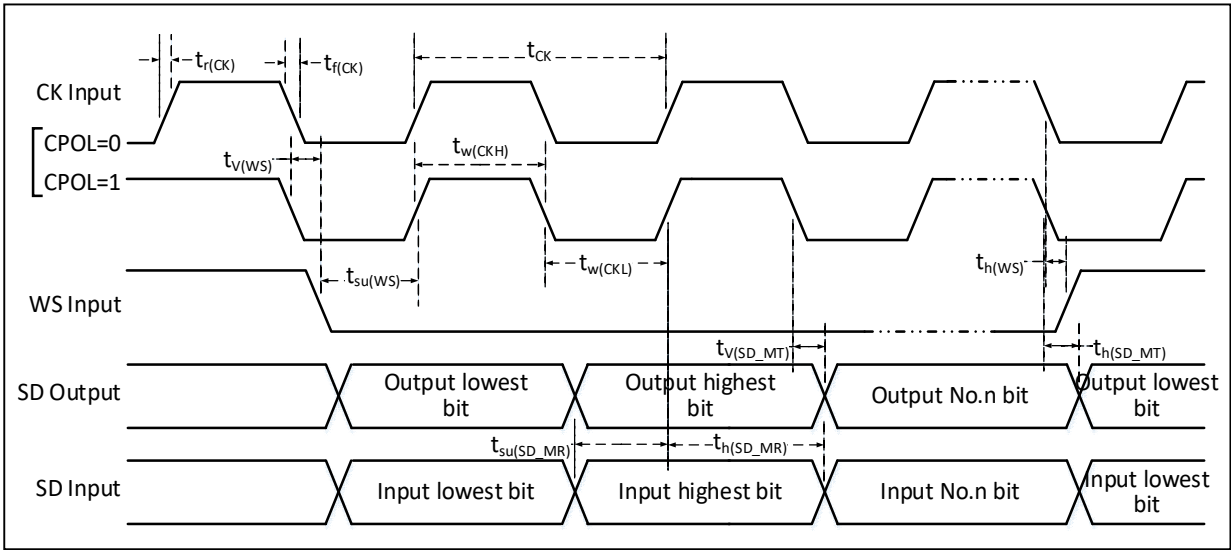 tr(CK)
tf(CK)
tCK
CK Input
CPOL=0
CPOL=1
tV(WS)
tw(CKH)
tsu(WS)
tw(CKL)
th(WS)
WS Input
tV(SD_MT)
th(SD_MT)
SD Output
Output lowest
bit
Output highest
bit
Output No.n bit
Output lowest
bit
tsu(SD_MR)
th(SD_MR)
SD Input
Input lowest bit
Input highest bit
Input No.n bit
Input lowest
bit